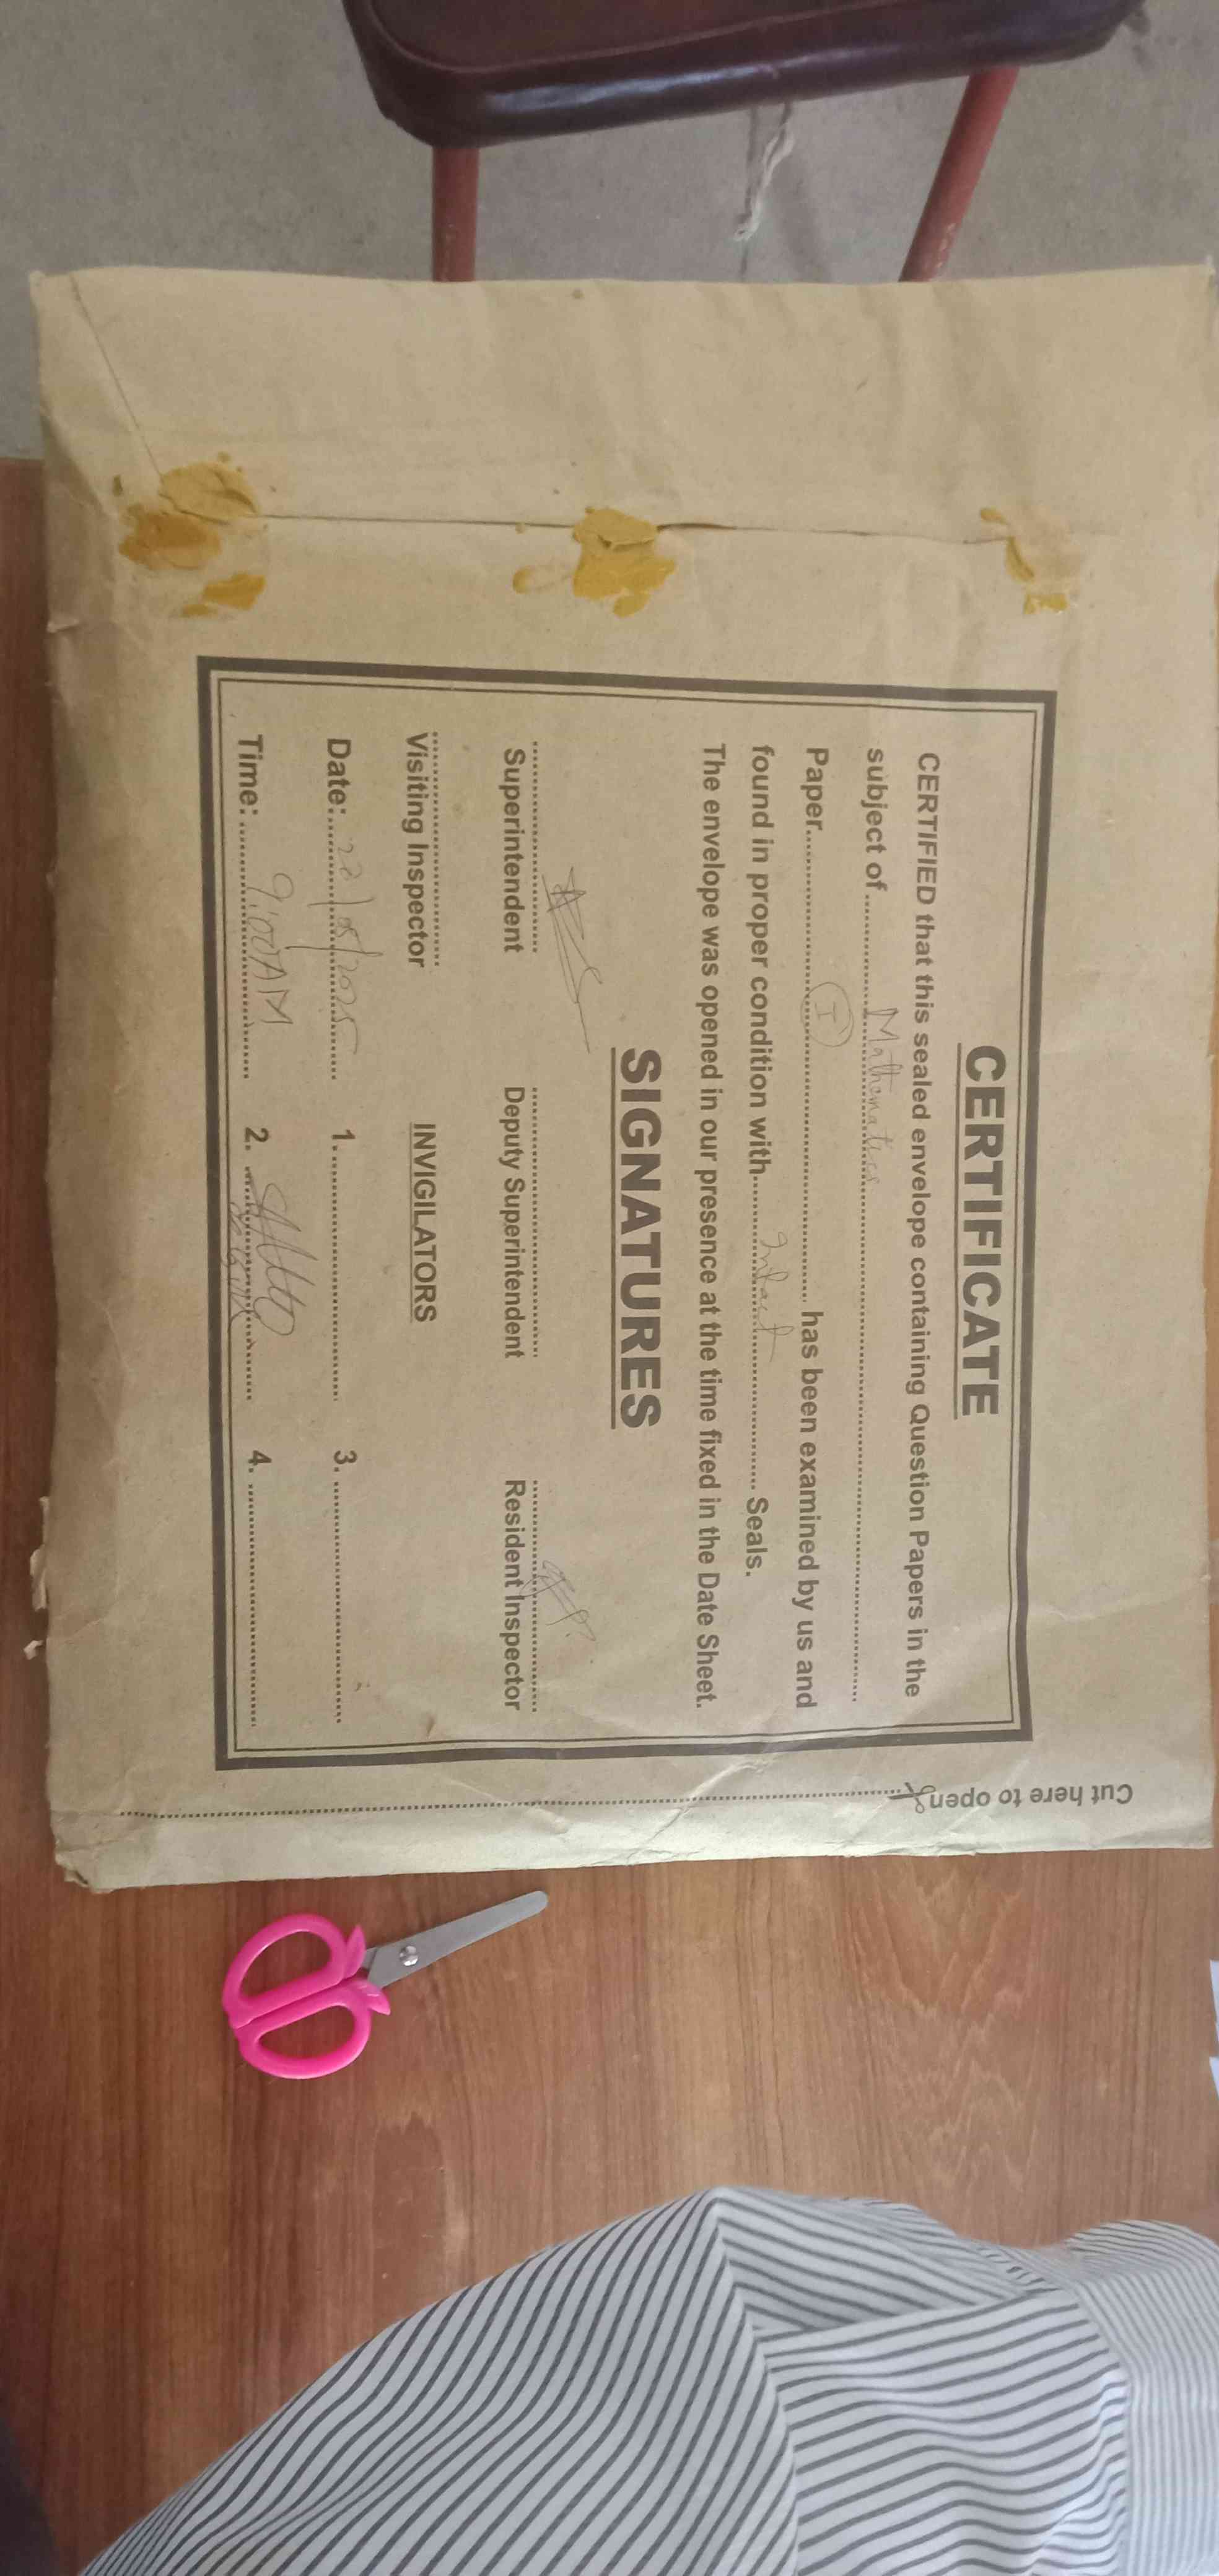 CERTIFICATE
CERTIFIED that this sealed envelope containing Question Papers in the
subject of Mathematics
Paper I has been examined by us and
found in proper condition with Intact Seals.
The envelope was opened in our presence at the time fixed in the Date Sheet.
SIGNATURES
Superintendent Deputy Superintendent Resident Inspector
Visiting Inspector INVIGILATORS
Date: 22/05/2025 1. 3.
Time: 9:00AM 2. 4.
Cut here to open